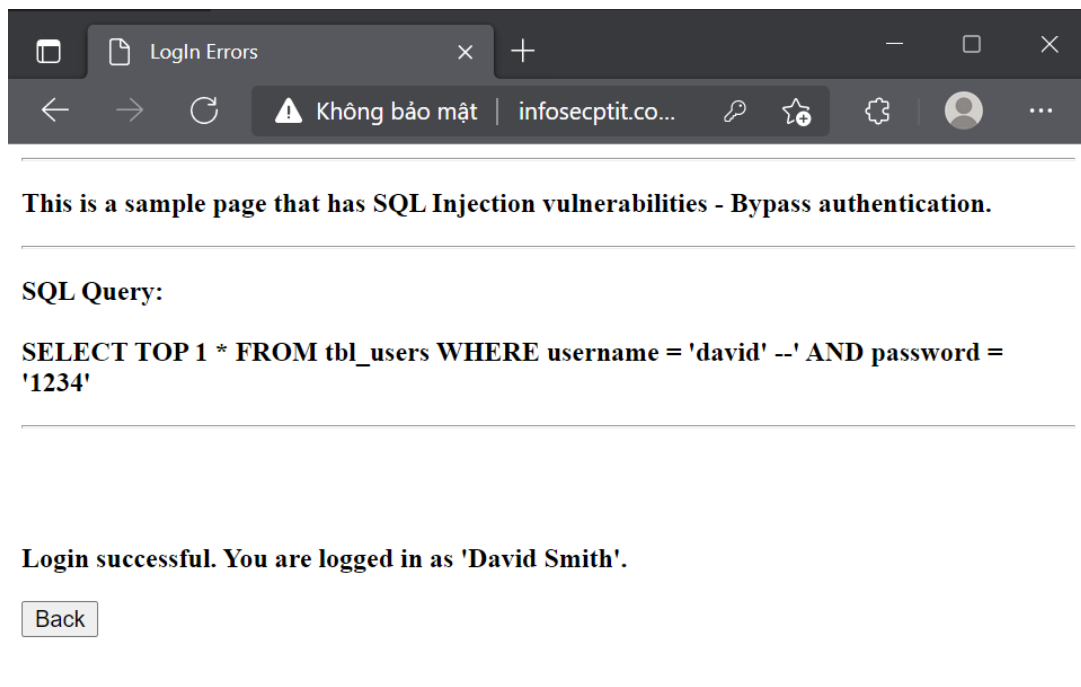 LogIn Errors
Không bảo mật | infosecptit.co...
This is a sample page that has SQL Injection vulnerabilities - Bypass authentication.
SQL Query:
SELECT TOP 1 * FROM tbl_users WHERE username = 'david' --' AND password =
'1234'
Login successful. You are logged in as 'David Smith'.
Back